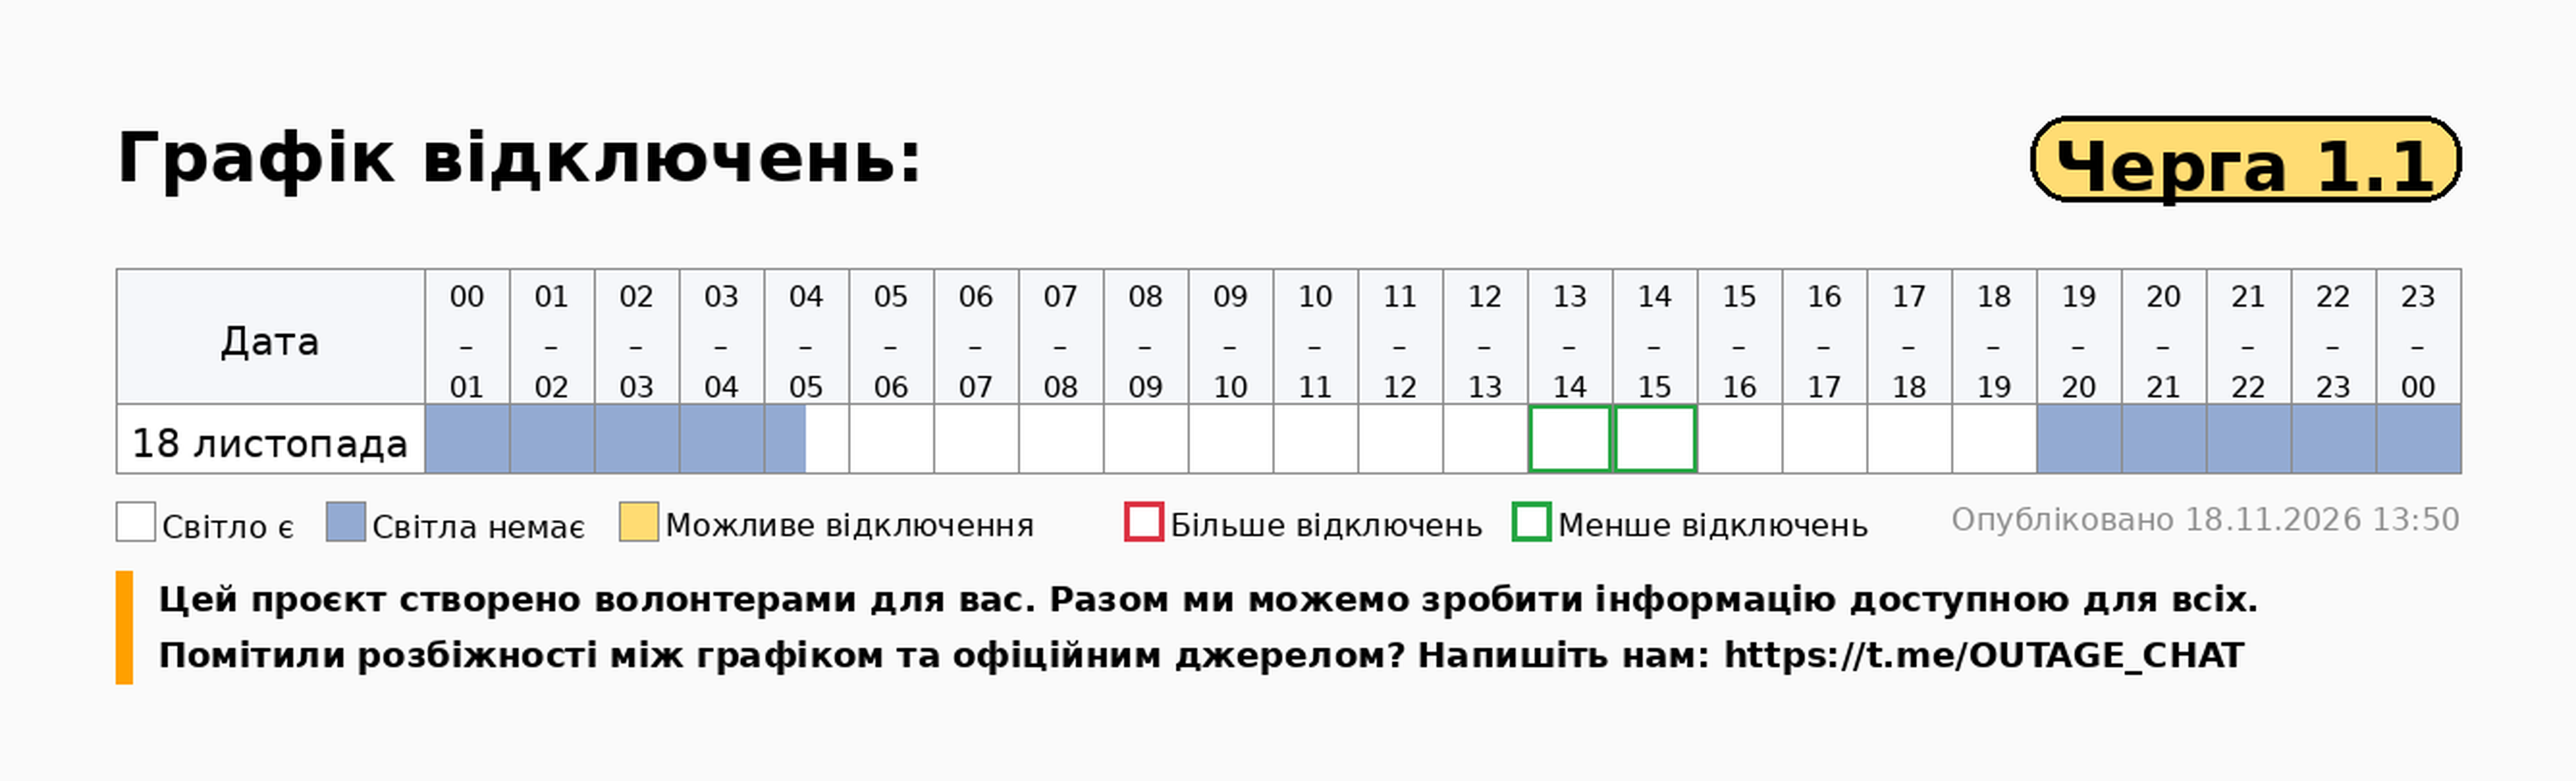 Графік відключень:
Черга 1.1
Дата
00 – 01
01 – 02
02 – 03
03 – 04
04 – 05
05 – 06
06 – 07
07 – 08
08 – 09
09 – 10
10 – 11
11 – 12
12 – 13
13 – 14
14 – 15
15 – 16
16 – 17
17 – 18
18 – 19
19 – 20
20 – 21
21 – 22
22 – 23
23 – 00
18 листопада
Світло є
Світла немає
Можливе відключення
Більше відключень
Менше відключень
Опубліковано 18.11.2026 13:50
Цей проєкт створено волонтерами для вас. Разом ми можемо зробити інформацію доступною для всіх.
Помітили розбіжності між графіком та офіційним джерелом? Напишіть нам: https://t.me/OUTAGE_CHAT